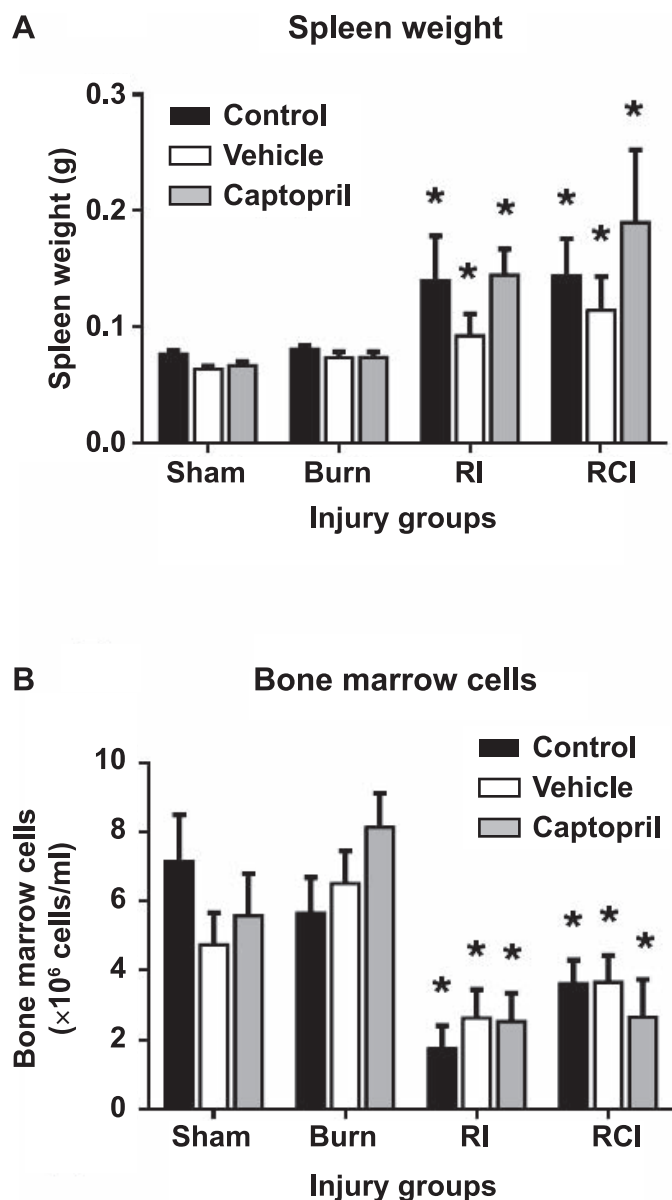 A
Spleen weight
Spleen weight (g)
0.3
0.2
0.1
0.0
Control
Vehicle
Captopril
*
*
*
*
*
*
Sham
Burn
RI
RCI
Injury groups
B
Bone marrow cells
Bone marrow cells
(×10⁶ cells/ml)
10
8
6
4
2
0
Control
Vehicle
Captopril
*
*
*
*
*
*
Sham
Burn
RI
RCI
Injury groups